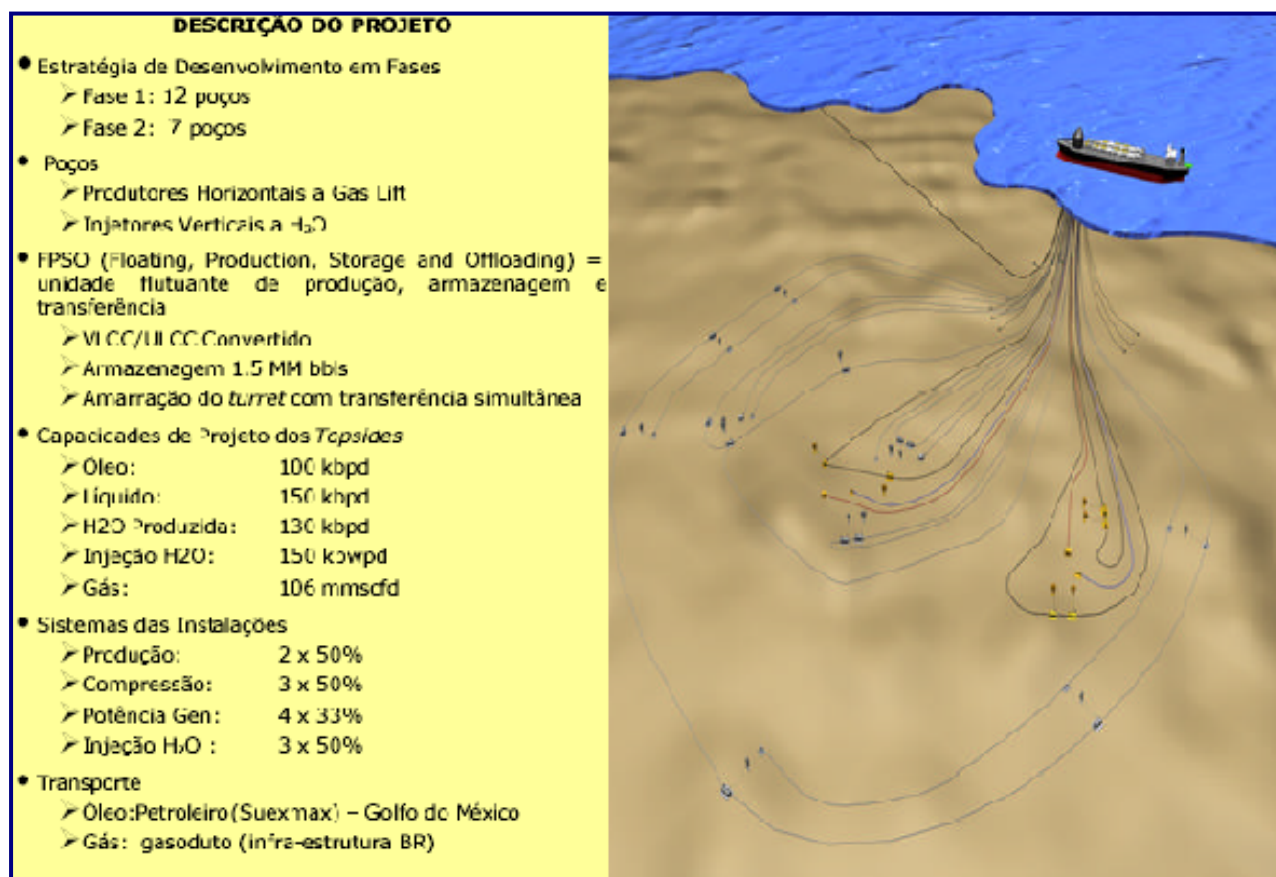 DESCRIÇÃO DO PROJETO
• Estratégia de Desenvolvimento em Fases
➢ Fase 1: 12 poços
➢ Fase 2: 7 poços
• Poços
➢ Produtores Horizontais a Gas Lift
➢ Injetores Verticais a H₂O
• FPSO (Floating, Production, Storage and Offloading) =
unidade flutuante de produção, armazenagem e
transferência
➢ VLCC/ULCC Convertido
➢ Armazenagem 1.5 MM bbls
➢ Amarração do turret com transferência simultânea
• Capacicades de Projeto dos Topsides
➢ Óleo: 100 kbpd
➢ Líquido: 150 kbpd
➢ H2O Produzida: 130 kbpd
➢ Injeção H2O: 150 kbwpd
➢ Gás: 106 mmscfd
• Sistemas das Instalações
➢ Produção: 2 x 50%
➢ Compressão: 3 x 50%
➢ Potência Gen: 4 x 33%
➢ Injeção H₂O : 3 x 50%
• Transporte
➢ Óleo:Petroleiro(Suexmax) – Golfo do México
➢ Gás: gasoduto (infra-estrutura BR)